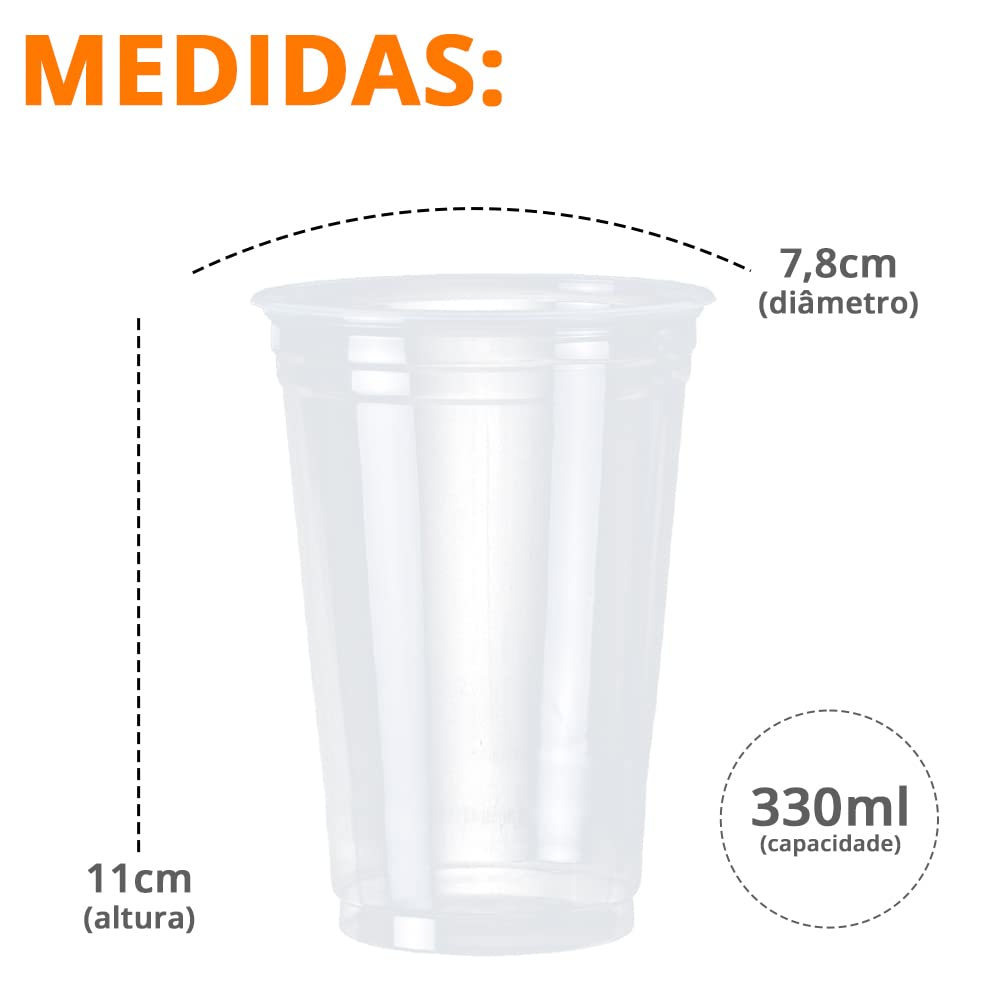 MEDIDAS:
7,8cm
(diâmetro)
330ml
(capacidade)
11cm
(altura)